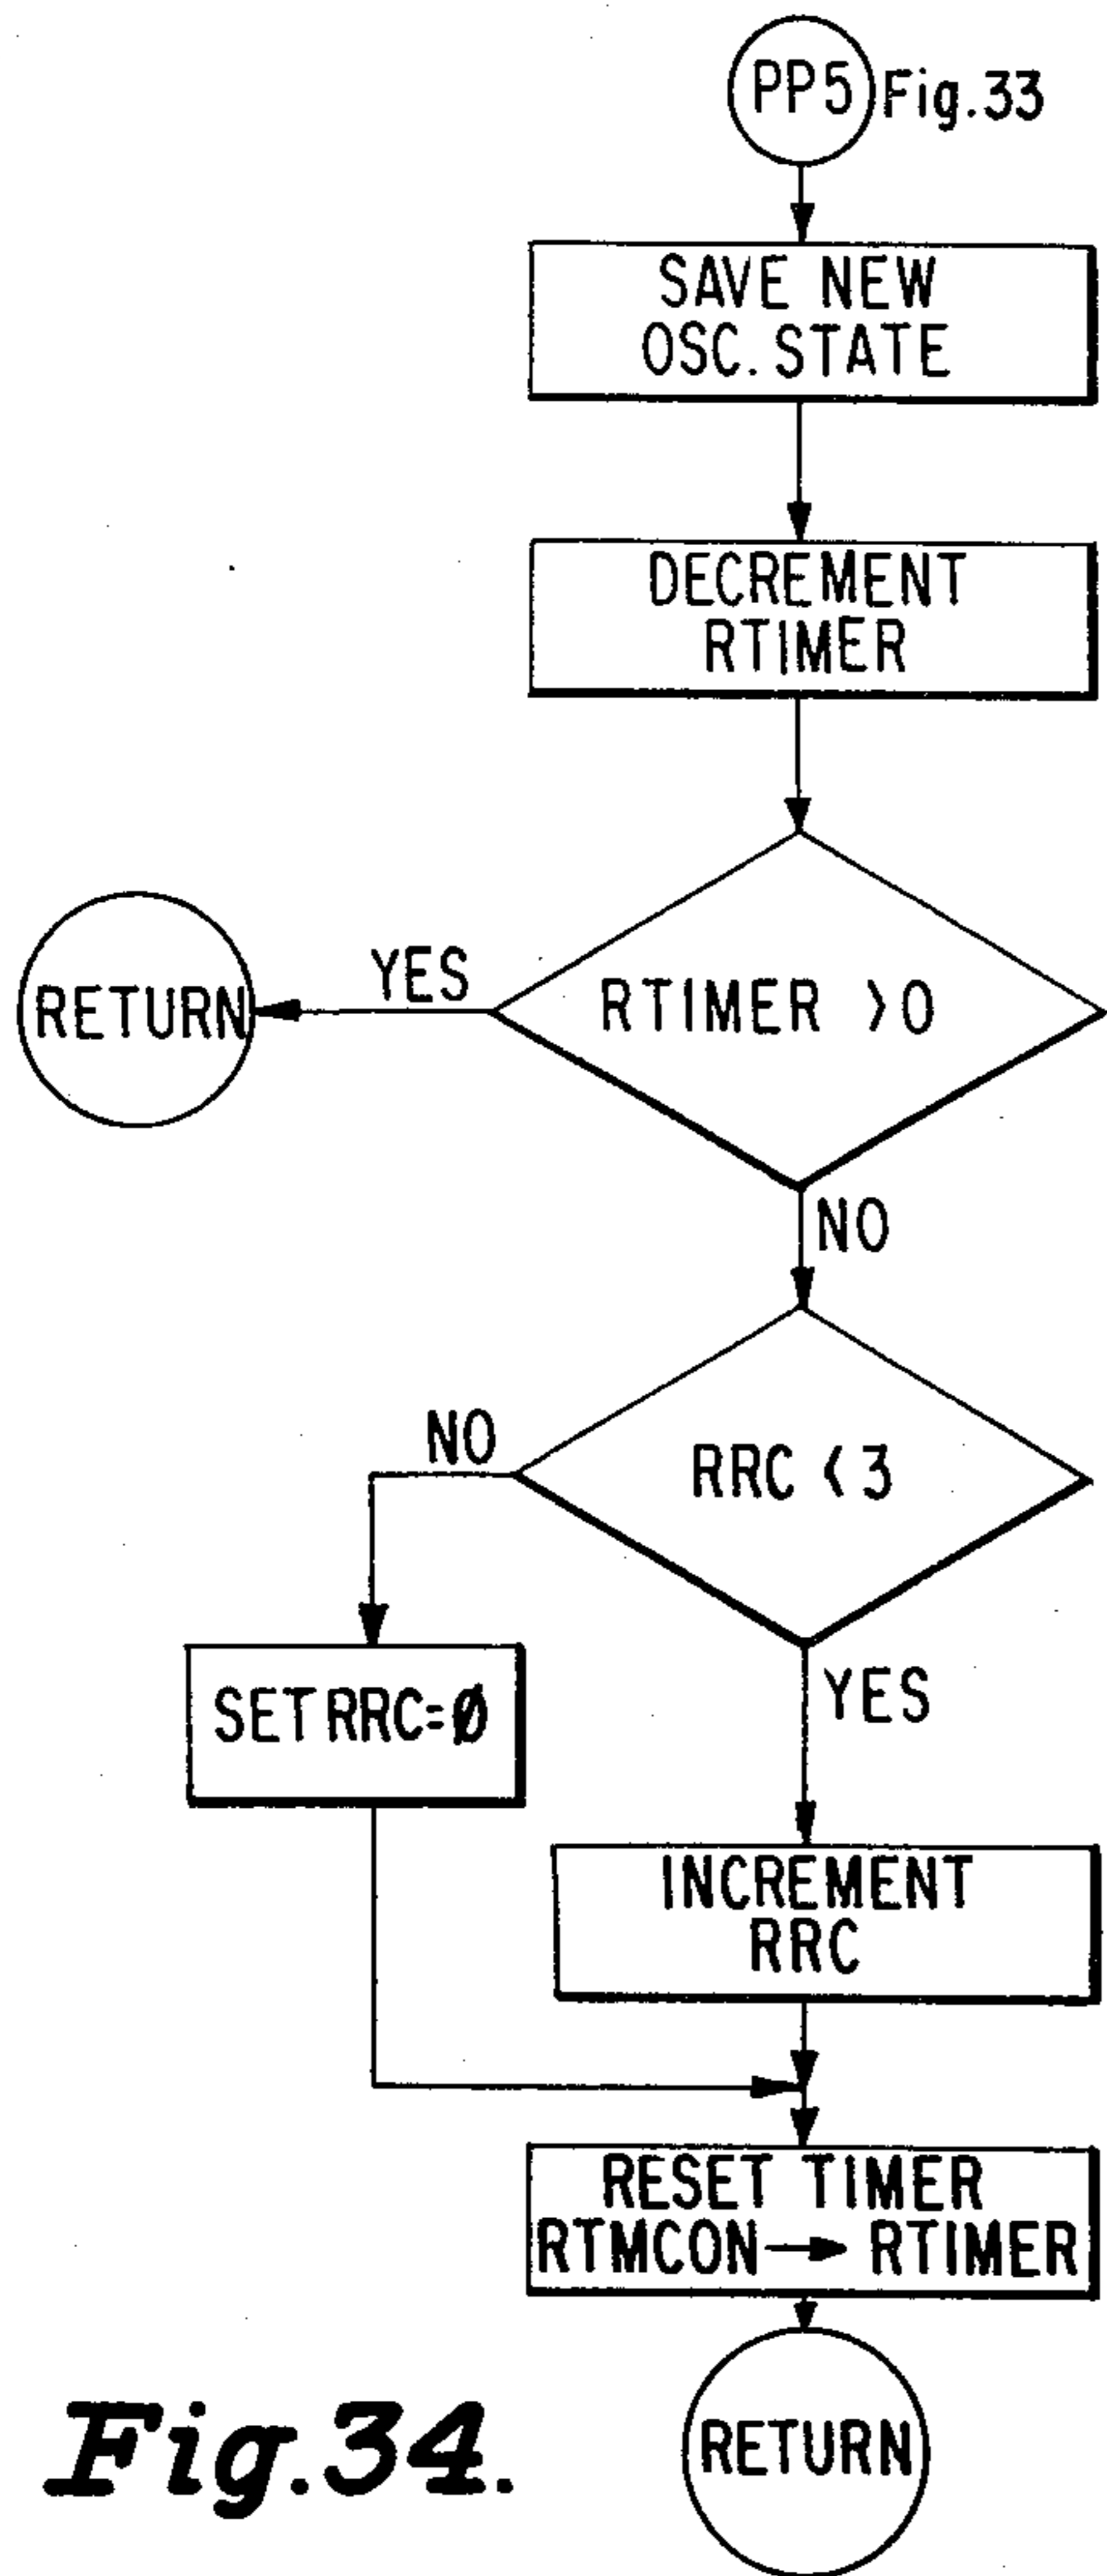 PP5 Fig.33
SAVE NEW
OSC. STATE
DECREMENT
RTIMER
RTIMER >0
YES
RETURN
NO
RRC <3
NO
SET RRC=Ø
YES
INCREMENT
RRC
RESET TIMER
RTMCON → RTIMER
RETURN
Fig.34.